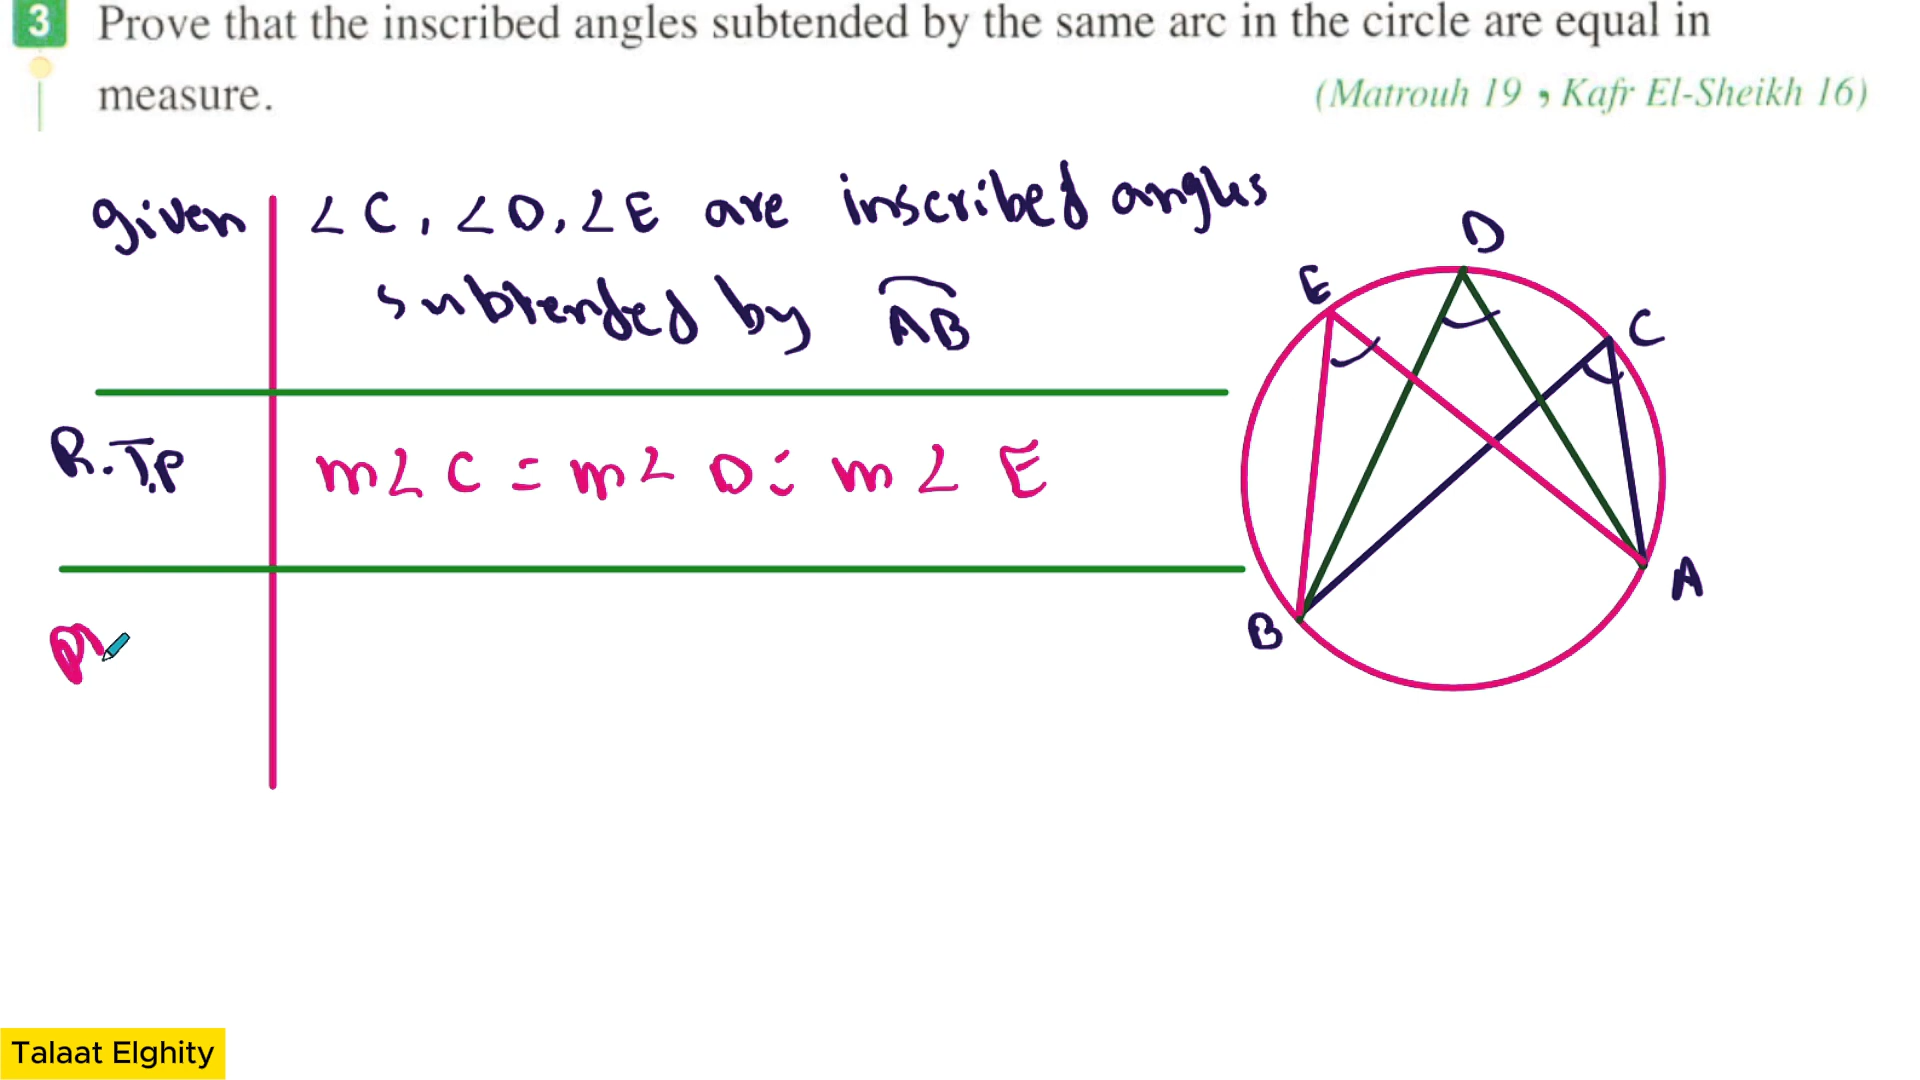 3 Prove that the inscribed angles subtended by the same arc in the circle are equal in
measure.
(Matrouh 19 , Kafr El-Sheikh 16)
given ∠C, ∠D, ∠E are inscribed angles
subtended by AB
R.T.P m∠C = m∠D = m∠E
D
E
C
A
B
Talaat Elghity